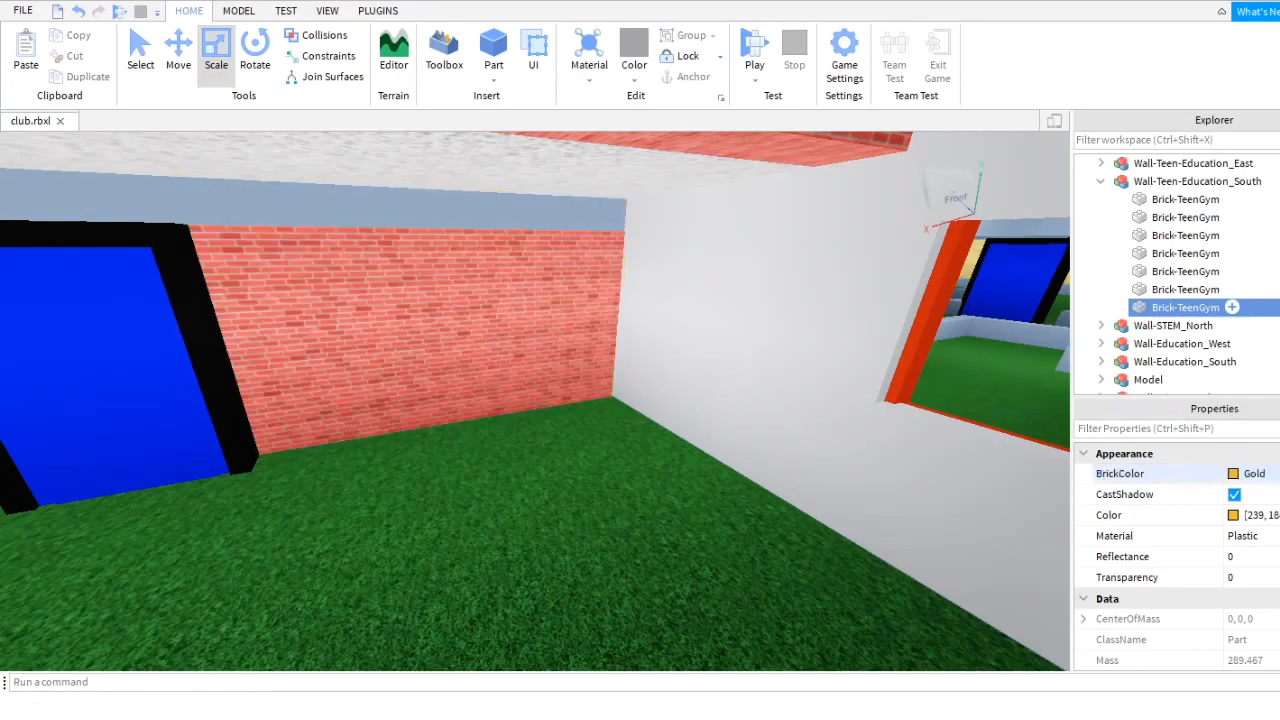 FILE HOME MODEL TEST VIEW PLUGINS What's Ne
Paste Copy Cut Duplicate Clipboard
Select Move Scale Rotate Collisions Constraints Join Surfaces Tools
Editor Terrain
Toolbox Part UI Insert
Material Color Group Lock Anchor Edit
Play Stop Test
Game Settings Settings
Team Test Exit Game Team Test
club.rbxl
Front
X
Explorer
Filter workspace (Ctrl+Shift+X)
Wall-Teen-Education_East
Wall-Teen-Education_South
Brick-TeenGym
Brick-TeenGym
Brick-TeenGym
Brick-TeenGym
Brick-TeenGym
Brick-TeenGym
Brick-TeenGym
Wall-STEM_North
Wall-Education_West
Wall-Education_South
Model
Properties
Filter Properties (Ctrl+Shift+P)
Appearance
BrickColor Gold
CastShadow
Color [239, 184
Material Plastic
Reflectance 0
Transparency 0
Data
CenterOfMass 0, 0, 0
ClassName Part
Mass 289.467
Run a command